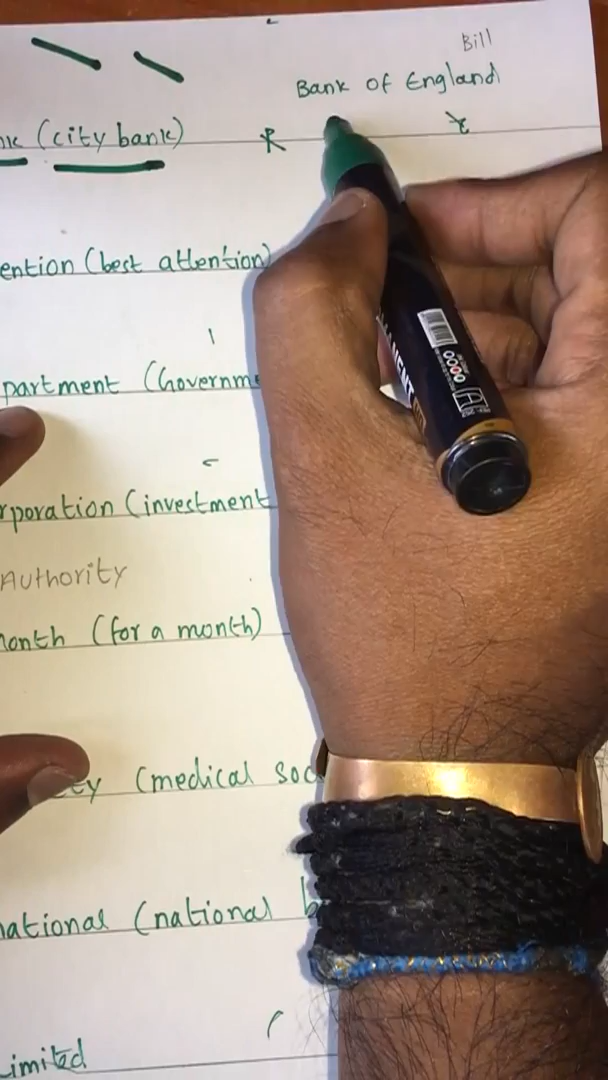 Bill
Bank of England
(city bank)
ention (best attention)
partment (Governm
rporation (investment
Authority
month (for a month)
ty (medical soc
national (national b
Limited